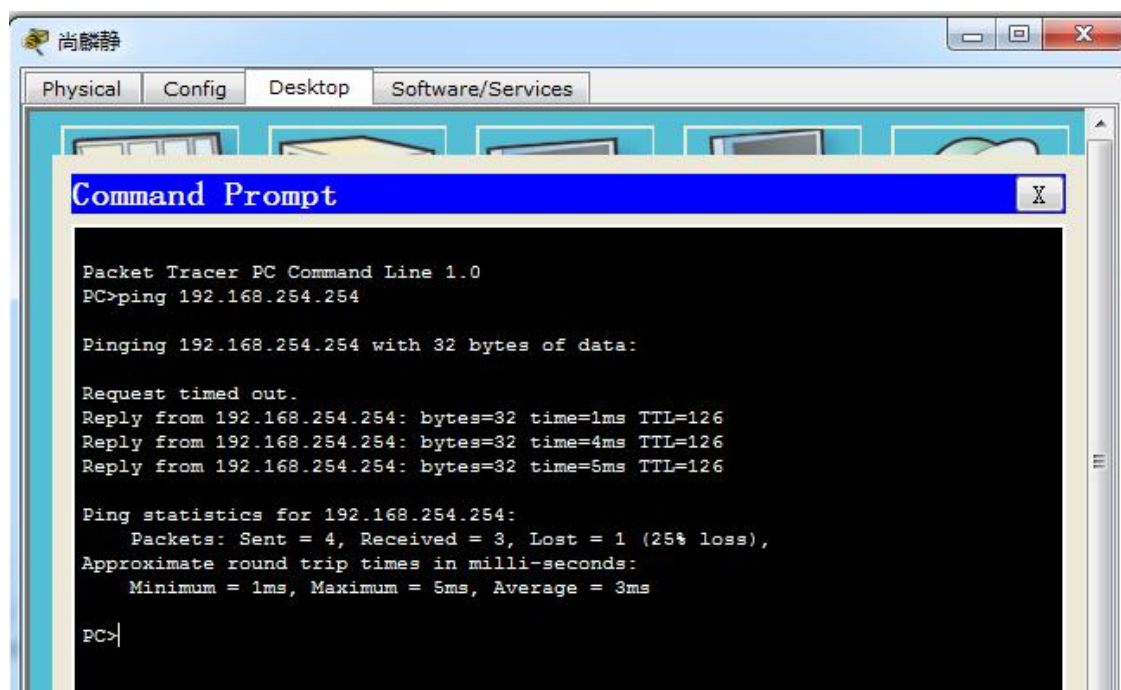 尚麟静
Physical Config Desktop Software/Services
Command Prompt X
Packet Tracer PC Command Line 1.0
PC>ping 192.168.254.254
Pinging 192.168.254.254 with 32 bytes of data:
Request timed out.
Reply from 192.168.254.254: bytes=32 time=1ms TTL=126
Reply from 192.168.254.254: bytes=32 time=4ms TTL=126
Reply from 192.168.254.254: bytes=32 time=5ms TTL=126
Ping statistics for 192.168.254.254:
Packets: Sent = 4, Received = 3, Lost = 1 (25% loss),
Approximate round trip times in milli-seconds:
Minimum = 1ms, Maximum = 5ms, Average = 3ms
PC>